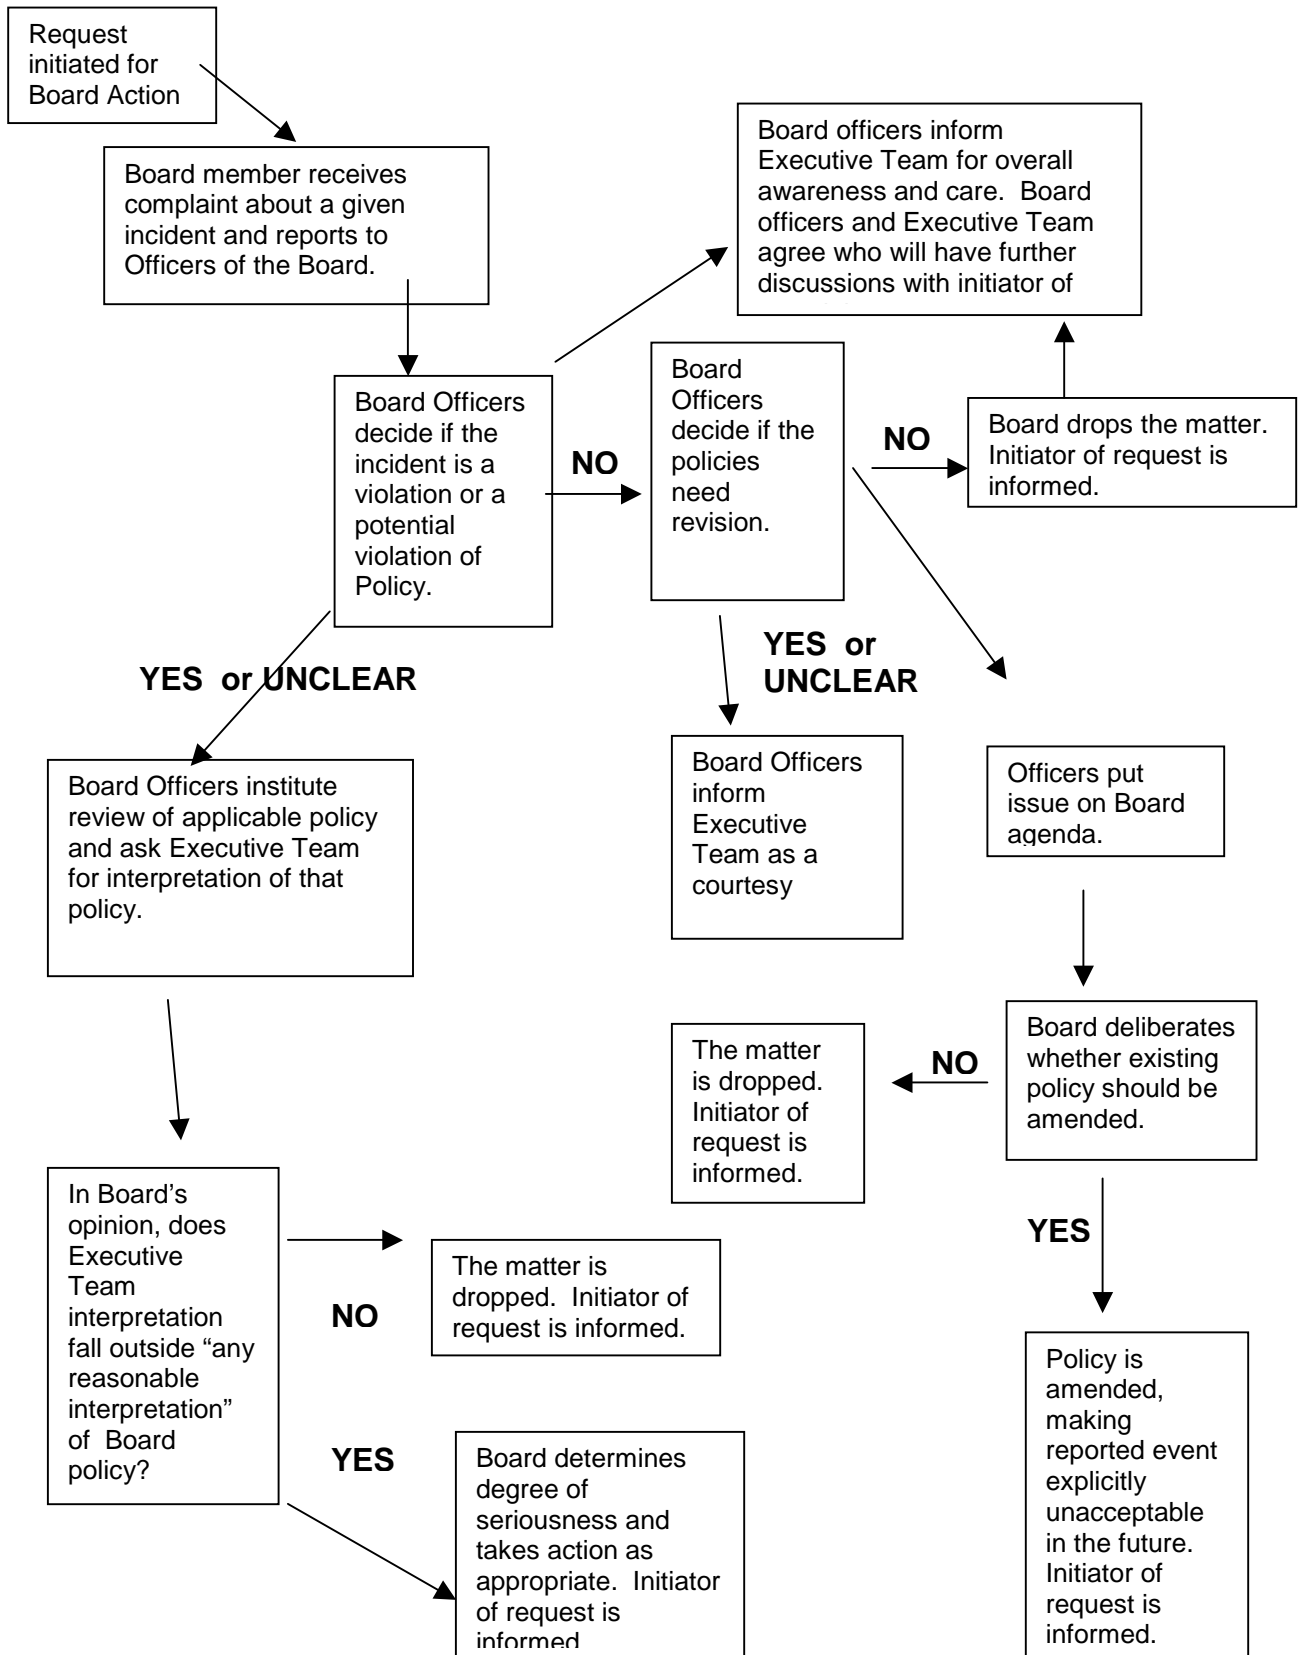 Request
initiated for
Board Action
Board member receives
complaint about a given
incident and reports to
Officers of the Board.
Board officers inform
Executive Team for overall
awareness and care.  Board
officers and Executive Team
agree who will have further
discussions with initiator of
Board Officers
decide if the
incident is a
violation or a
potential
violation of
Policy.
NO
Board
Officers
decide if the
policies
need
revision.
NO
Board drops the matter.
Initiator of request is
informed.
YES  or UNCLEAR
YES  or
UNCLEAR
Board Officers institute
review of applicable policy
and ask Executive Team
for interpretation of that
policy.
Board Officers
inform
Executive
Team as a
courtesy
Officers put
issue on Board
agenda.
The matter
is dropped.
Initiator of
request is
informed.
NO
Board deliberates
whether existing
policy should be
amended.
YES
In Board’s
opinion, does
Executive
Team
interpretation
fall outside “any
reasonable
interpretation”
of  Board
policy?
NO
The matter is
dropped.  Initiator of
request is informed.
YES
Board determines
degree of
seriousness and
takes action as
appropriate.  Initiator
of request is
informed
Policy is
amended,
making
reported event
explicitly
unacceptable
in the future.
Initiator of
request is
informed.